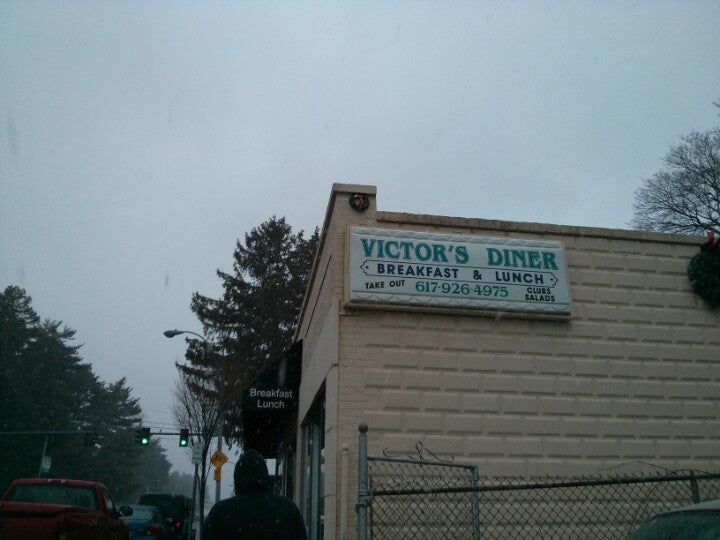 VICTOR'S DINER
BREAKFAST & LUNCH
TAKE OUT 617-926-4975 CLUBS SALADS
Breakfast
Lunch